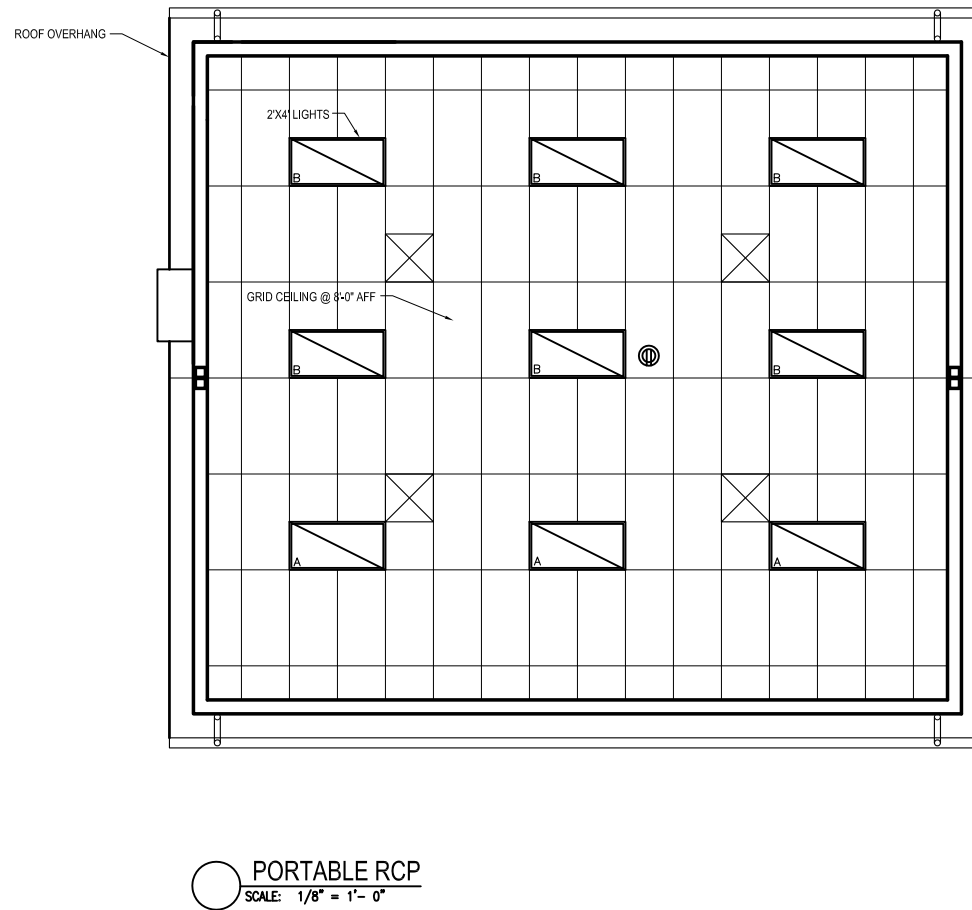 ROOF OVERHANG
2'X4' LIGHTS
B
B
B
GRID CEILING @ 8'-0" AFF
B
B
B
A
A
A
PORTABLE RCP
SCALE: 1/8" = 1'- 0"